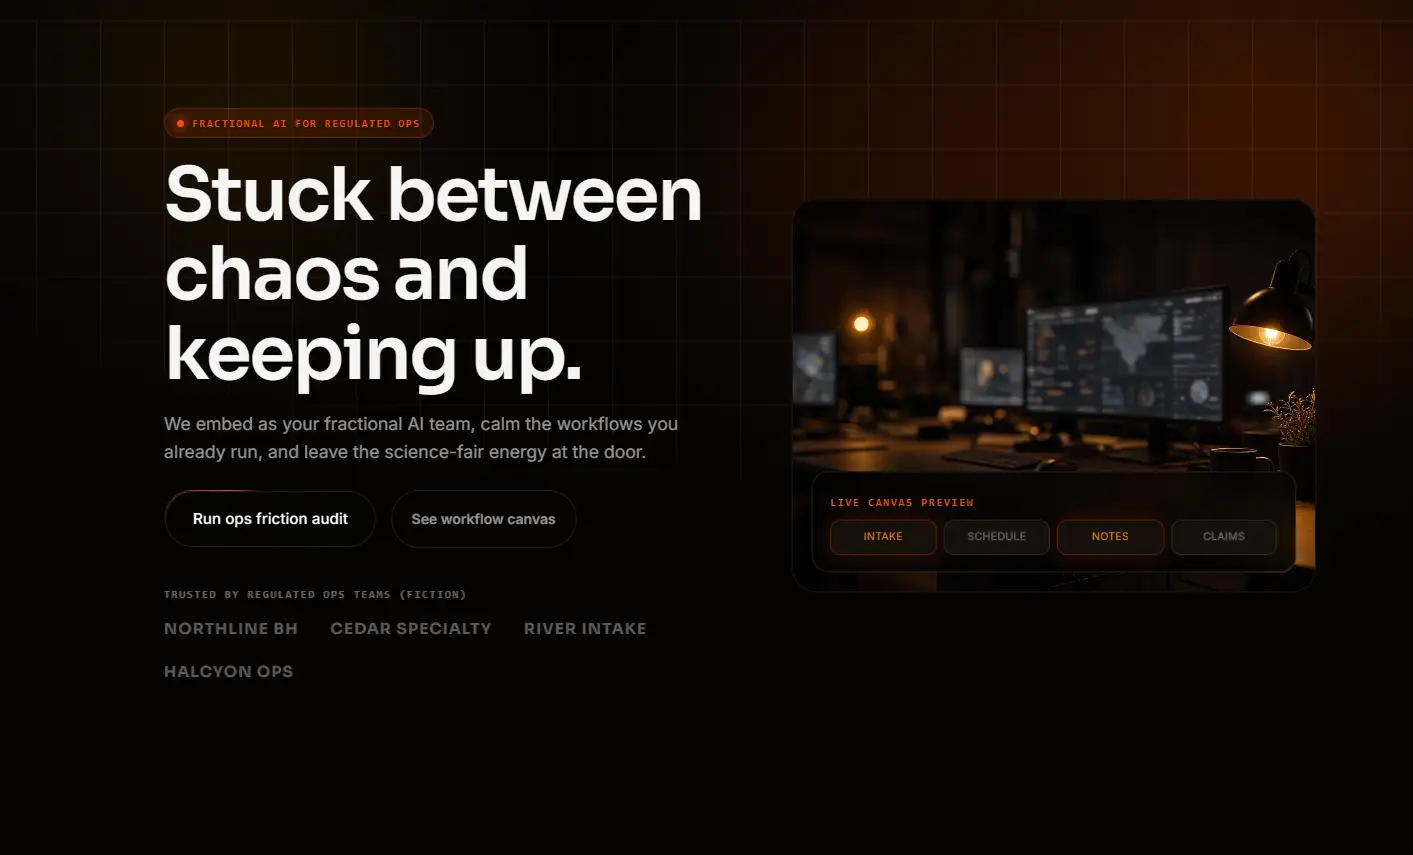 FRACTIONAL AI FOR REGULATED OPS
Stuck between
chaos and
keeping up.
We embed as your fractional AI team, calm the workflows you
already run, and leave the science-fair energy at the door.
Run ops friction audit
See workflow canvas
TRUSTED BY REGULATED OPS TEAMS (FICTION)
NORTHLINE BH
CEDAR SPECIALTY
RIVER INTAKE
HALCYON OPS
LIVE CANVAS PREVIEW
INTAKE
SCHEDULE
NOTES
CLAIMS